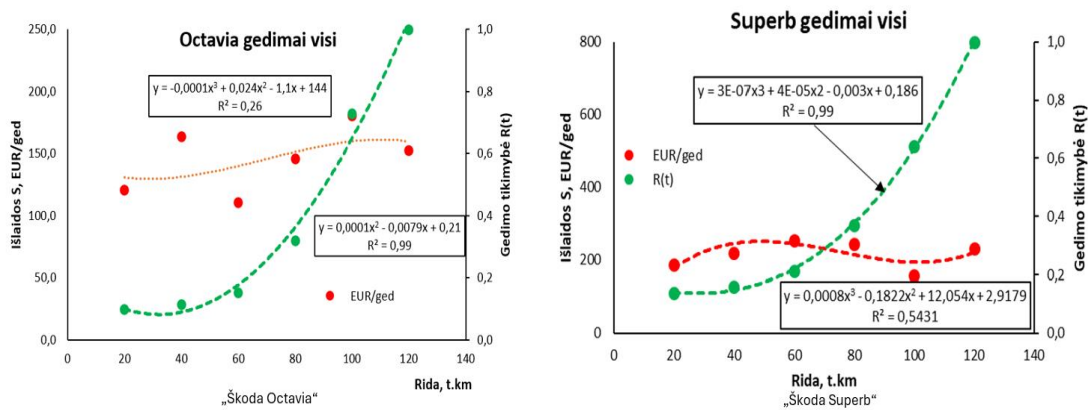 Octavia gedimai visi
Išlaidos S, EUR/ged
250,0
200,0
150,0
100,0
50,0
0,0
y = -0,0001x³ + 0,024x² - 1,1x + 144
R² = 0,26
y = 0,0001x² - 0,0079x + 0,21
R² = 0,99
EUR/ged
1,0
0,8
0,6
0,4
0,2
0,0
Gedimo tikimybė R(t)
0 20 40 60 80 100 120 140
Rida, t.km
„Škoda Octavia“
Superb gedimai visi
Išlaidos S, EUR/ged
800
700
600
500
400
300
200
100
0
y = 3E-07x3 + 4E-05x2 - 0,003x + 0,186
R² = 0,99
EUR/ged
R(t)
y = 0,0008x³ - 0,1822x² + 12,054x + 2,9179
R² = 0,5431
1,0
0,8
0,6
0,4
0,2
0,0
Gedimo tikimybė R(t)
0 20 40 60 80 100 120 140
Rida, t.km
„Škoda Superb“